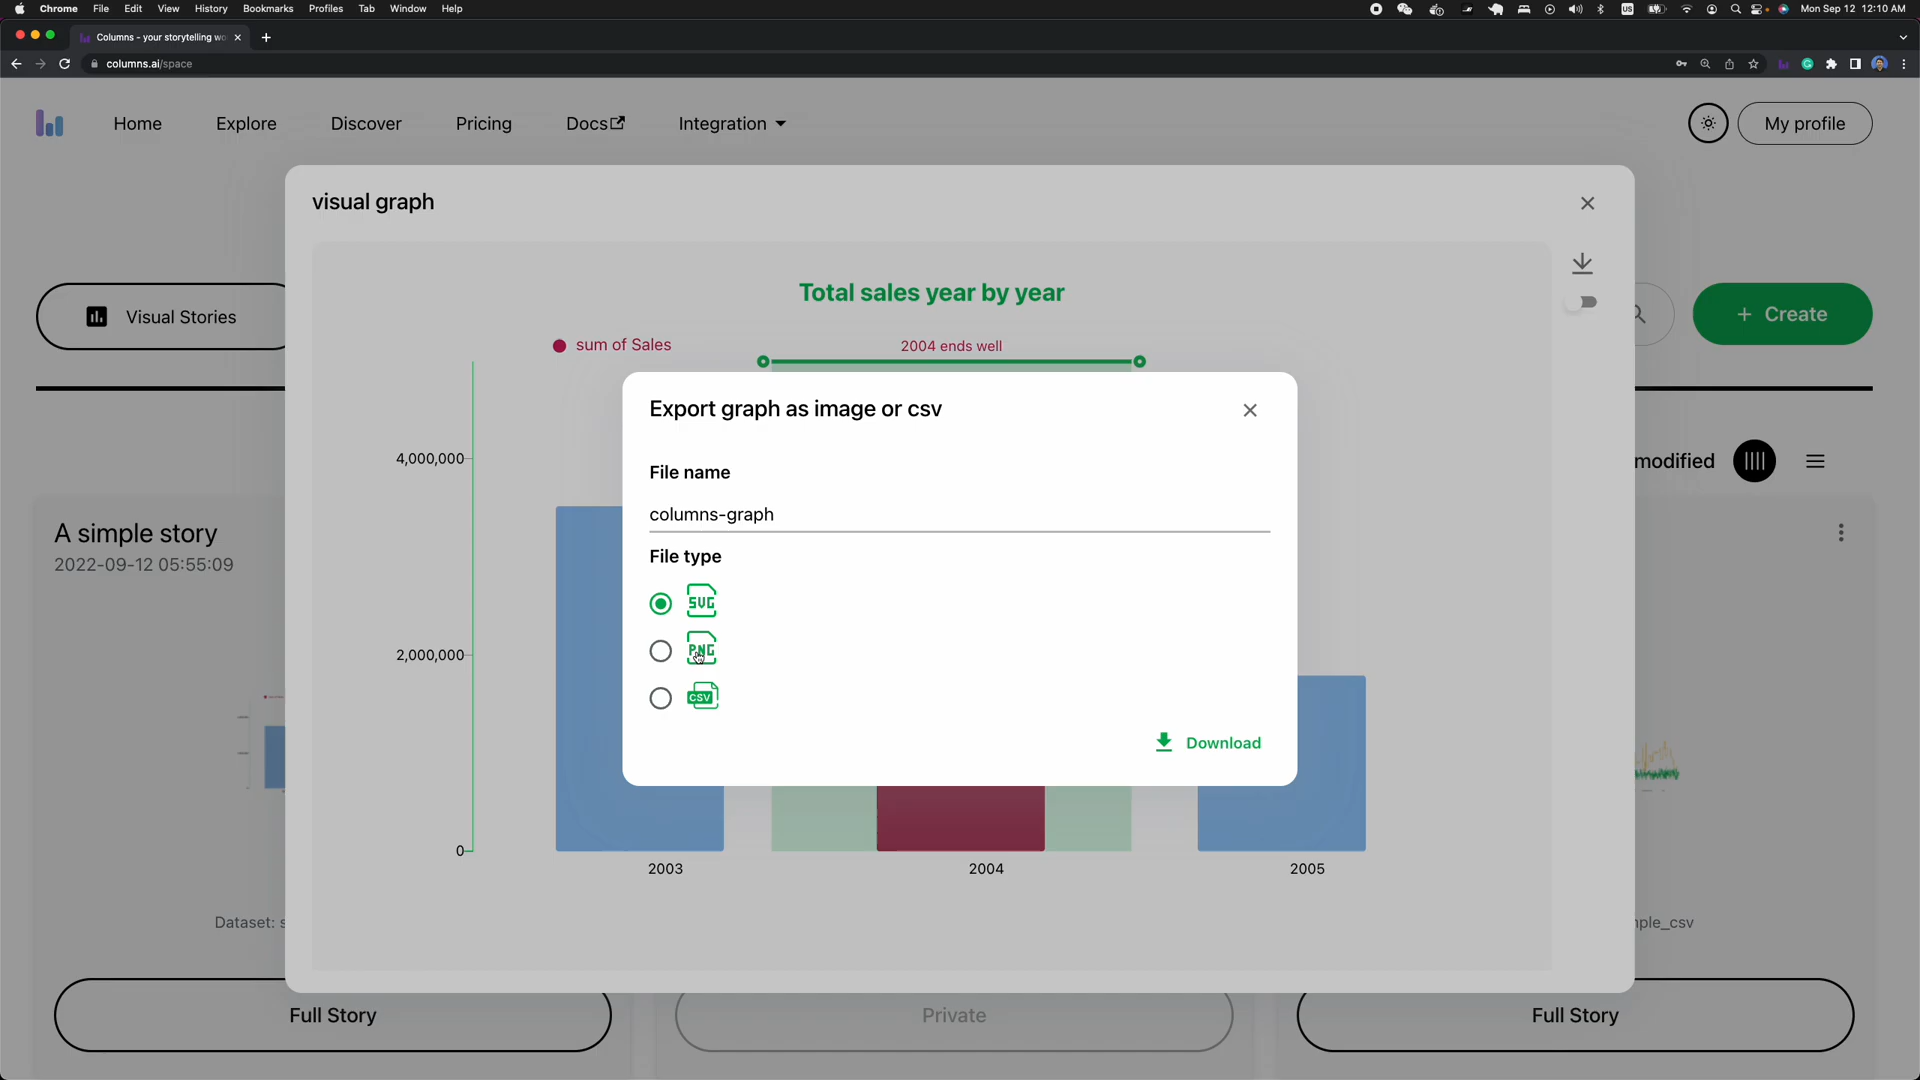 Chrome File Edit View History Bookmarks Profiles Tab Window Help
US
Mon Sep 12 12:10 AM
Columns - your storytelling wo
columns.ai/space
Home Explore Discover Pricing Docs Integration
My profile
visual graph
Total sales year by year
Visual Stories
+ Create
sum of Sales
2004 ends well
Export graph as image or csv
4,000,000
modified
File name
columns-graph
A simple story
2022-09-12 05:55:09
File type
SVG
PNG
2,000,000
CSV
Download
0
2003 2004 2005
Dataset: s
mple_csv
Full Story
Private
Full Story